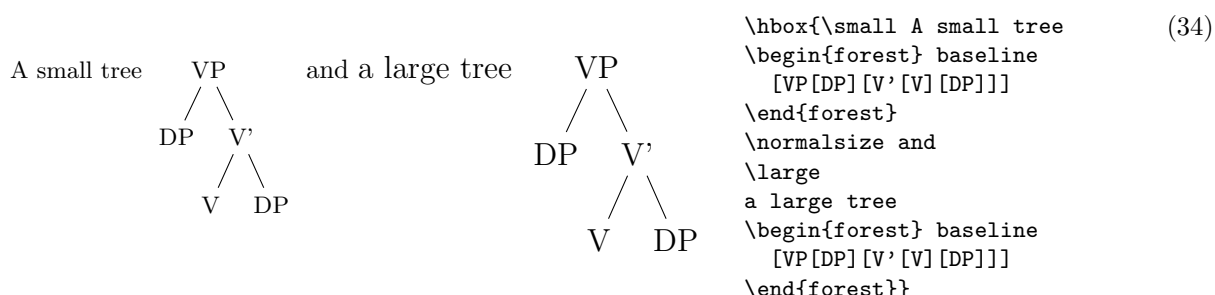 A small tree VP and a large tree VP
DP V'
V DP
DP V'
V DP
\hbox{\small A small tree (34)
\begin{forest} baseline
[VP[DP][V'[V][DP]]]
\end{forest}
\normalsize and
\large
a large tree
\begin{forest} baseline
[VP[DP][V'[V][DP]]]
\end{forest}}